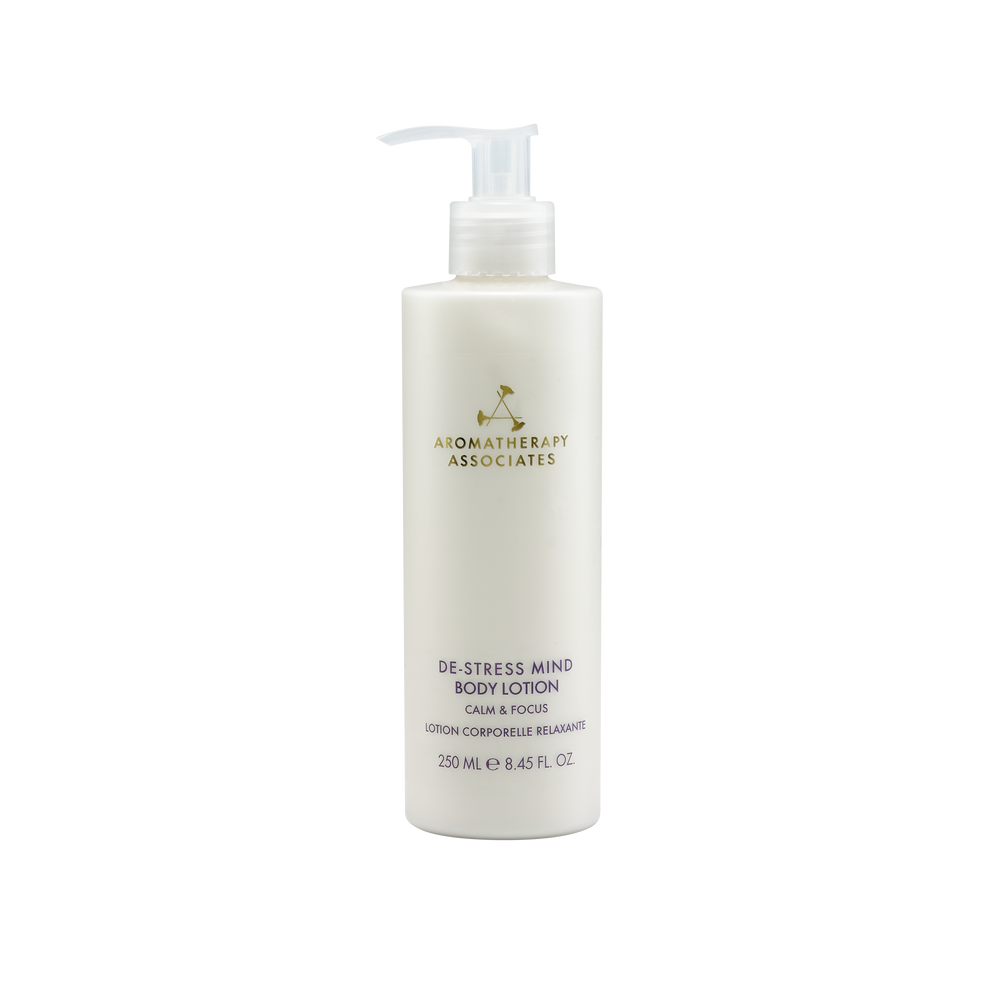 AROMATHERAPY
ASSOCIATES
DE-STRESS MIND
BODY LOTION
CALM & FOCUS
LOTION CORPORELLE RELAXANTE
250 ML ℮ 8.45 FL. OZ.